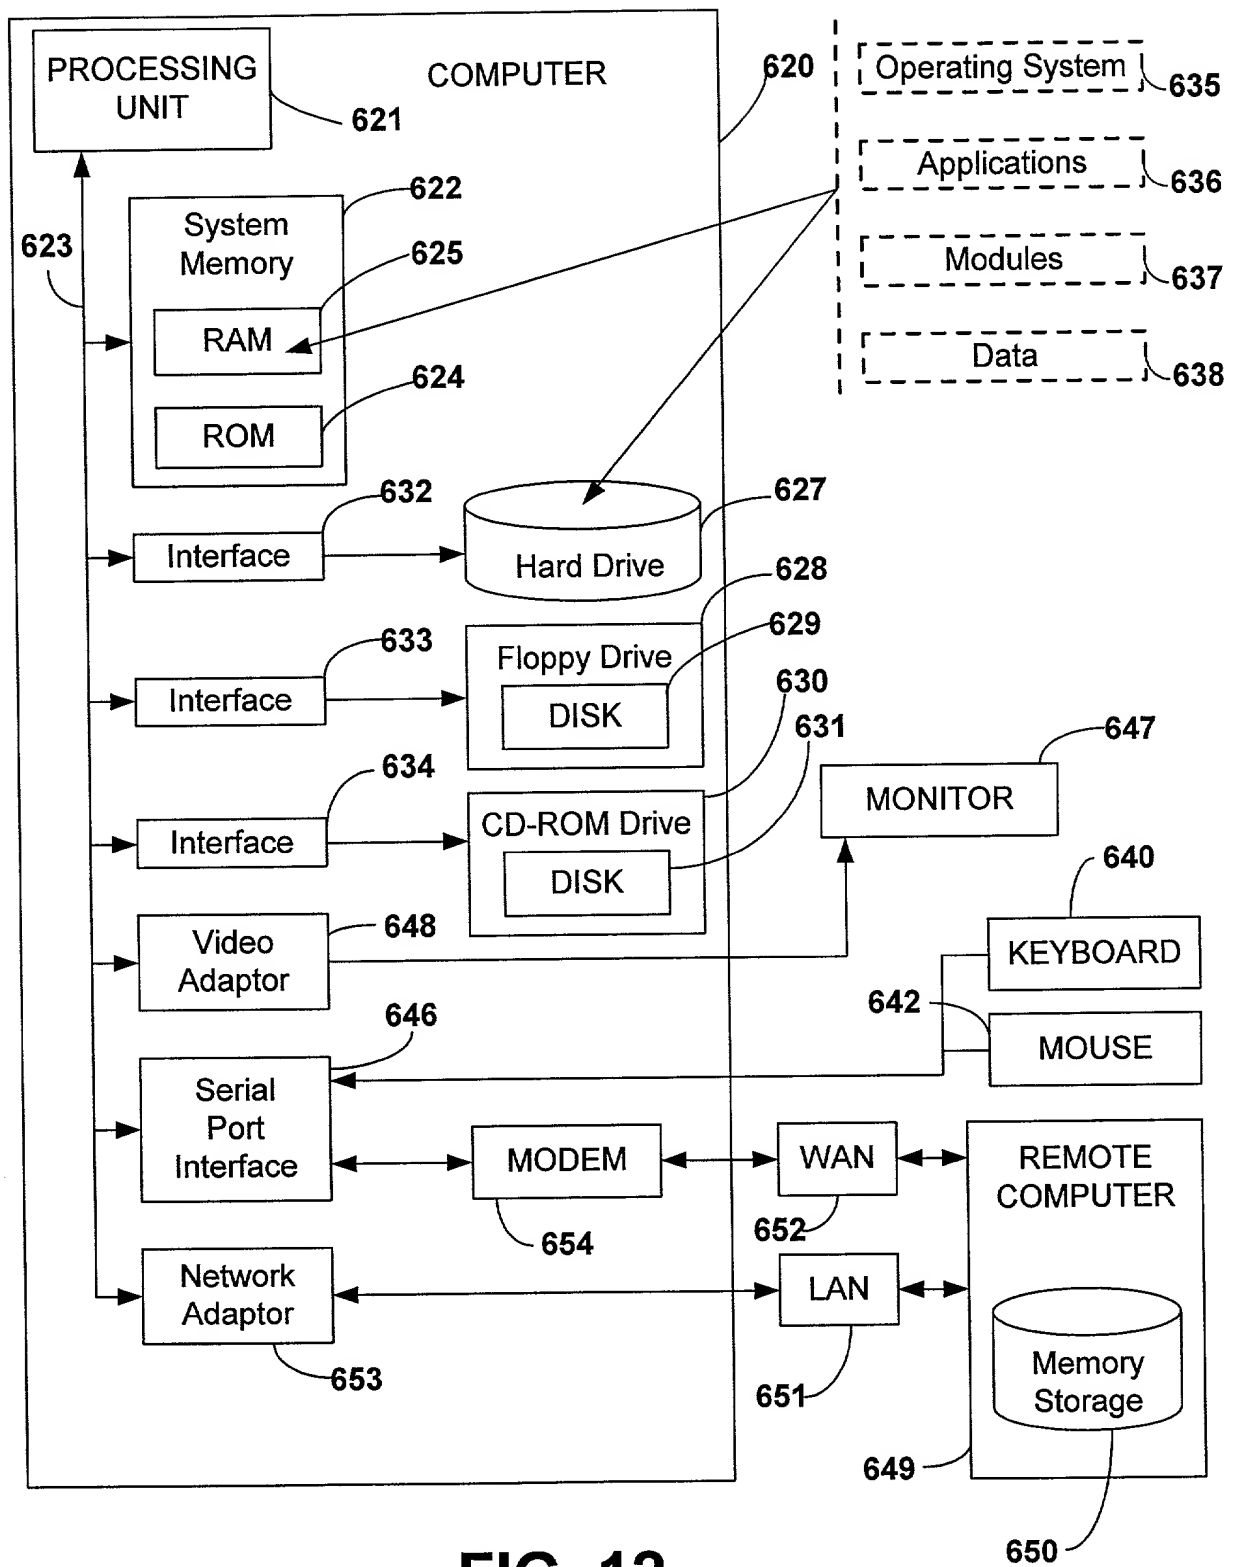 PROCESSING
UNIT
621
COMPUTER
620
Operating System
635
Applications
636
Modules
637
Data
638
623
System
Memory
622
RAM
625
ROM
624
Interface
632
Hard Drive
627
Interface
633
Floppy Drive
628
DISK
629
Interface
634
CD-ROM Drive
630
DISK
631
Video
Adaptor
648
MONITOR
647
KEYBOARD
640
MOUSE
642
Serial
Port
Interface
646
MODEM
654
WAN
652
REMOTE
COMPUTER
649
Network
Adaptor
653
LAN
651
Memory
Storage
650